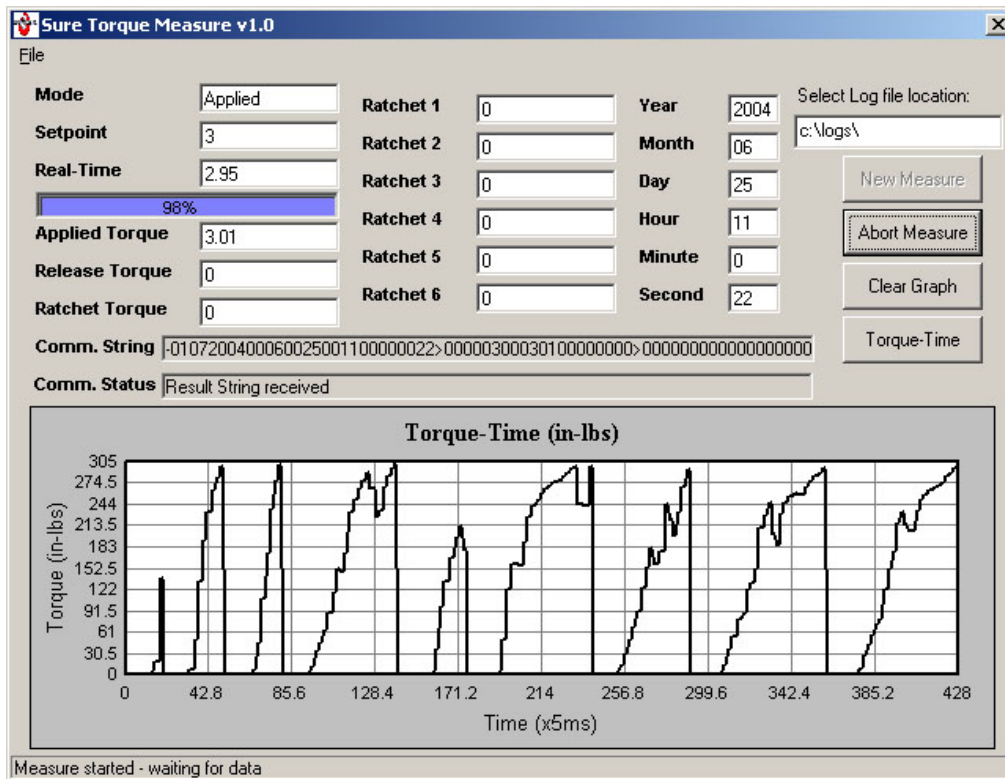 Sure Torque Measure v1.0
File
Mode Applied
Setpoint 3
Real-Time 2.95
98%
Applied Torque 3.01
Release Torque 0
Ratchet Torque 0
Ratchet 1 0
Ratchet 2 0
Ratchet 3 0
Ratchet 4 0
Ratchet 5 0
Ratchet 6 0
Year 2004
Month 06
Day 25
Hour 11
Minute 0
Second 22
Select Log file location:
c:\logs\
New Measure
Abort Measure
Clear Graph
Torque-Time
Comm. String -010720040006002500110000002​2>00000300030100000000>000000000000000000
Comm. Status Result String received
Torque-Time (in-lbs)
Torque (in-lbs)
305
274.5
244
213.5
183
152.5
122
91.5
61
30.5
0
0 42.8 85.6 128.4 171.2 214 256.8 299.6 342.4 385.2 428
Time (x5ms)
Measure started - waiting for data